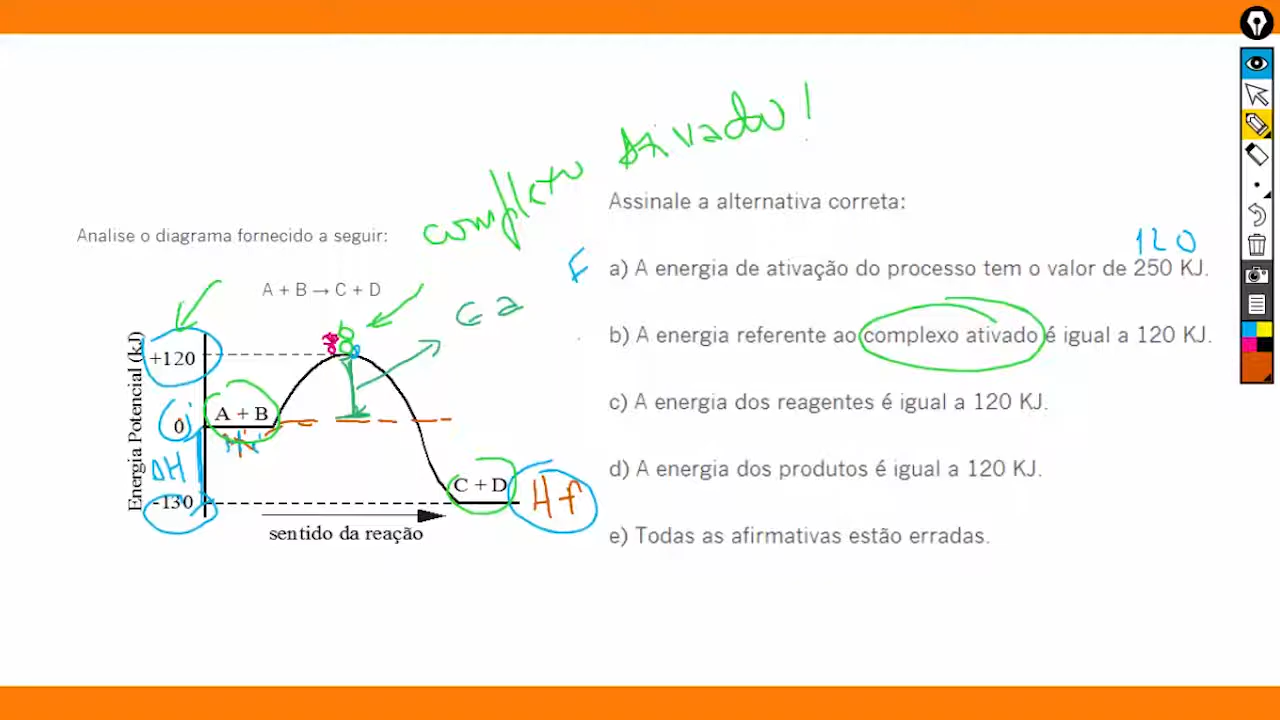 complexo Ativado!
Analise o diagrama fornecido a seguir:
A + B → C + D
Energia Potencial (kJ)
+120
0
-130
A + B
C + D
sentido da reação
ΔH
Hf
Ea
Assinale a alternativa correta:
120
F
a) A energia de ativação do processo tem o valor de 250 KJ.
b) A energia referente ao complexo ativado é igual a 120 KJ.
c) A energia dos reagentes é igual a 120 KJ.
d) A energia dos produtos é igual a 120 KJ.
e) Todas as afirmativas estão erradas.